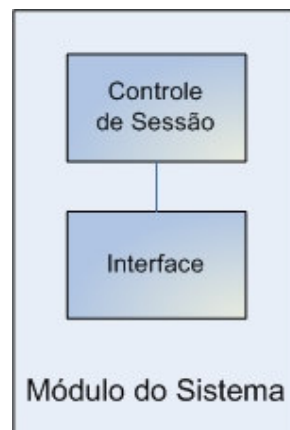 Controle
de Sessão
Interface
Módulo do Sistema